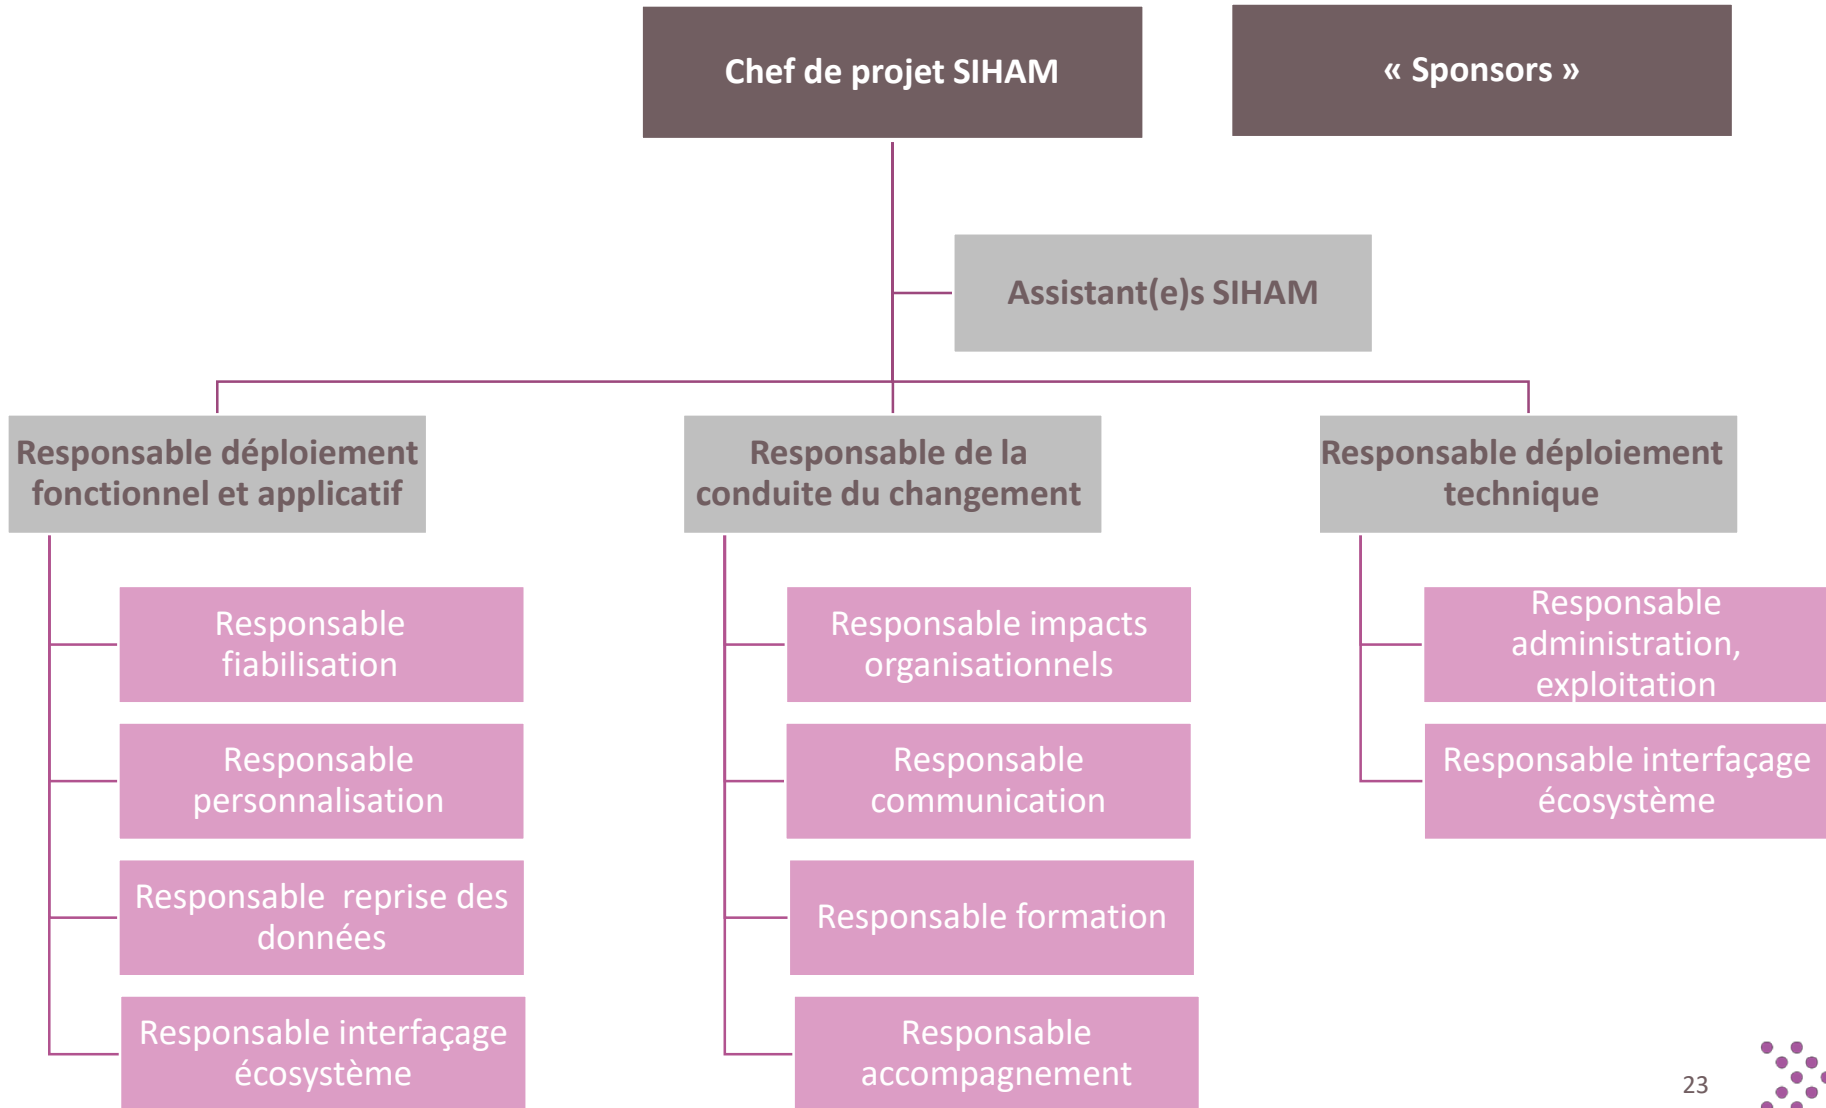 Chef de projet SIHAM
« Sponsors »
Assistant(e)s SIHAM
Responsable déploiement
fonctionnel et applicatif
Responsable de la
conduite du changement
Responsable déploiement
technique
Responsable
fiabilisation
Responsable
personnalisation
Responsable  reprise des
données
Responsable interfaçage
écosystème
Responsable impacts
organisationnels
Responsable
communication
Responsable formation
Responsable
accompagnement
Responsable
administration,
exploitation
Responsable interfaçage
écosystème
23